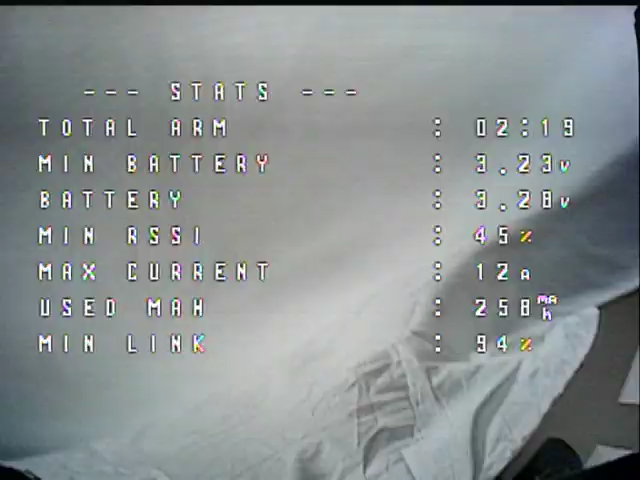 --- STATS ---
TOTAL ARM : 02:19
MIN BATTERY : 3.23V
BATTERY : 3.28V
MIN RSSI : 45%
MAX CURRENT : 12A
USED MAH : 258MAH
MIN LINK : 94%